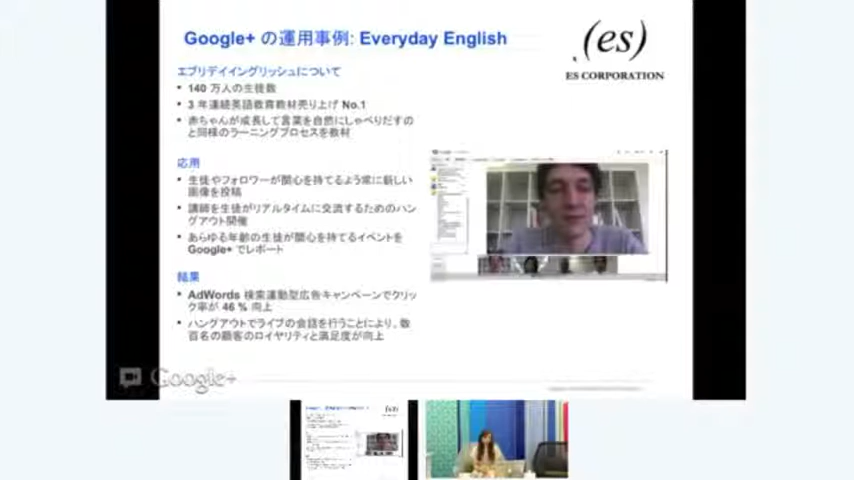 Google+ の運用事例: Everyday English
(es)
ES CORPORATION
エブリデイイングリッシュについて
• 140 万人の生徒数
• 3 年連続英語教育教材売り上げ No.1
• 赤ちゃんが成長して言葉を自然にしゃべりだすの
と同様のラーニングプロセスを教材
応用
• 生徒やフォロワーが関心を持てるよう常に新しい
画像を投稿
• 講師を生徒がリアルタイムに交流するためのハン
グアウト開催
• あらゆる年齢の生徒が関心を持てるイベントを
Google+ でレポート
結果
• AdWords 検索連動型広告キャンペーンでクリッ
ク率が 46 % 向上
• ハングアウトでライブの会話を行うことにより、数
百名の顧客のロイヤリティと満足度が向上
Google+